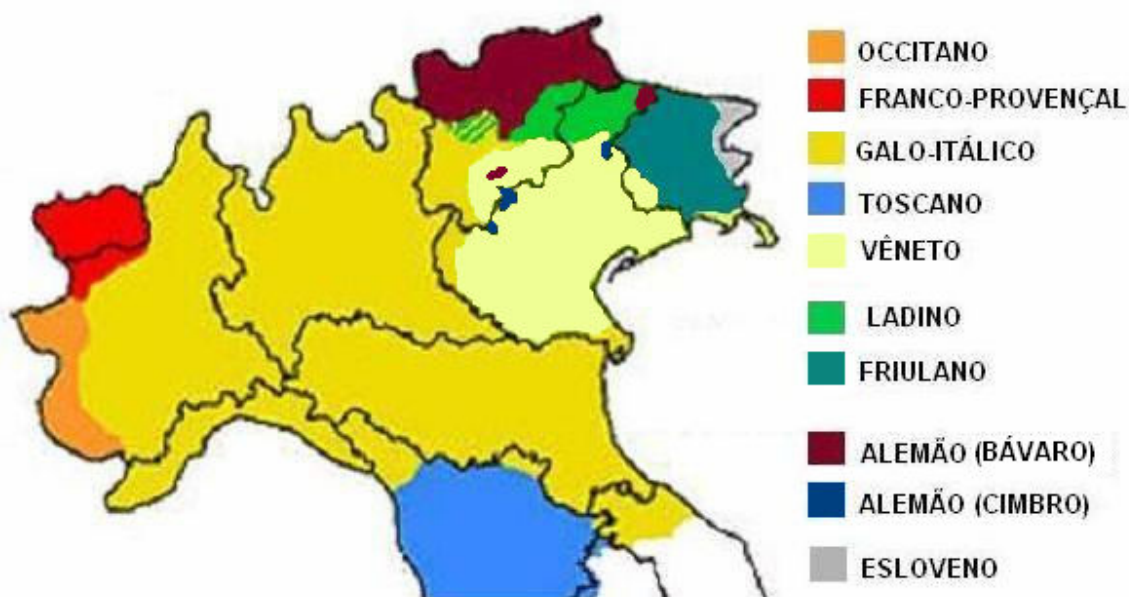 OCCITANO
FRANCO-PROVENÇAL
GALO-ITÁLICO
TOSCANO
VÊNETO
LADINO
FRIULANO
ALEMÃO (BÁVARO)
ALEMÃO (CIMBRO)
ESLOVENO